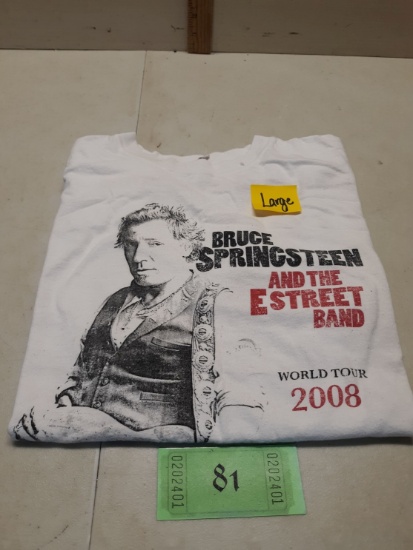 Large
BRUCE
SPRINGSTEEN
AND THE
E STREET
BAND
WORLD TOUR
2008
0202401
81
0202401